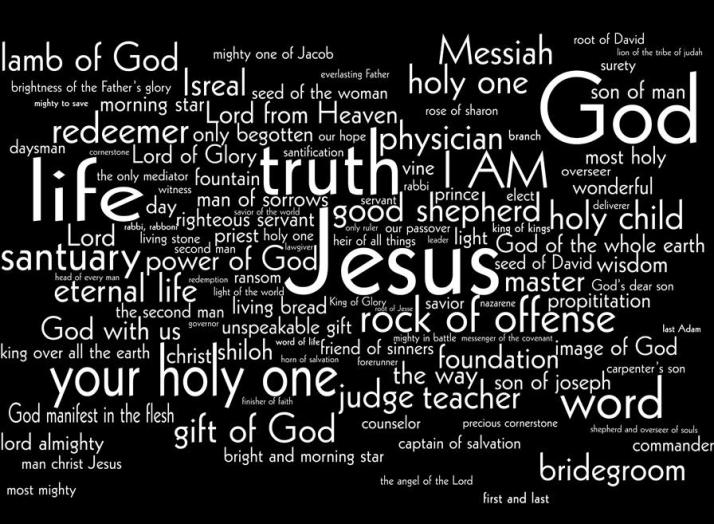 lamb of God
mighty one of Jacob
Messiah
root of David
lion of the tribe of judah
surety
brightness of the Father's glory
Isreal
everlasting Father
holy one
God
son of man
seed of the woman
mighty to save
morning star
Lord from Heaven
rose of sharon
redeemer
only begotten
our hope
physician
branch
daysman
cornerstone
Lord of Glory
santification
truth
vine
I AM
most holy
overseer
life
the only mediator
fountain
rabbi
wonderful
witness
man of sorrows
servant
prince
elect
deliverer
day
savior of the world
righteous servant
good shepherd
holy child
rabbi, rabboni
Lord
living stone
priest
holy one
only ruler
our passover
king of kings
second man
lawgiver
heir of all things
leader
light
God of the whole earth
santuary
power of God
Jesus
seed of David
wisdom
head of every man
redemption
ransom
master
God's dear son
eternal life
light of the world
the second man
living bread
King of Glory
root of Jesse
savior
nazarene
propititation
God with us
governor
unspeakable gift
rock of offense
last Adam
king over all the earth
christ
shiloh
word of life
friend of sinners
mighty in battle
messenger of the covenant
image of God
horn of salvation
forerunner
foundation
carpenter's son
your holy one
the way
son of joseph
finisher of faith
judge
teacher
word
God manifest in the flesh
gift of God
counselor
precious cornerstone
shepherd and overseer of souls
lord almighty
captain of salvation
commander
man christ Jesus
bright and morning star
bridegroom
the angel of the Lord
most mighty
first and last